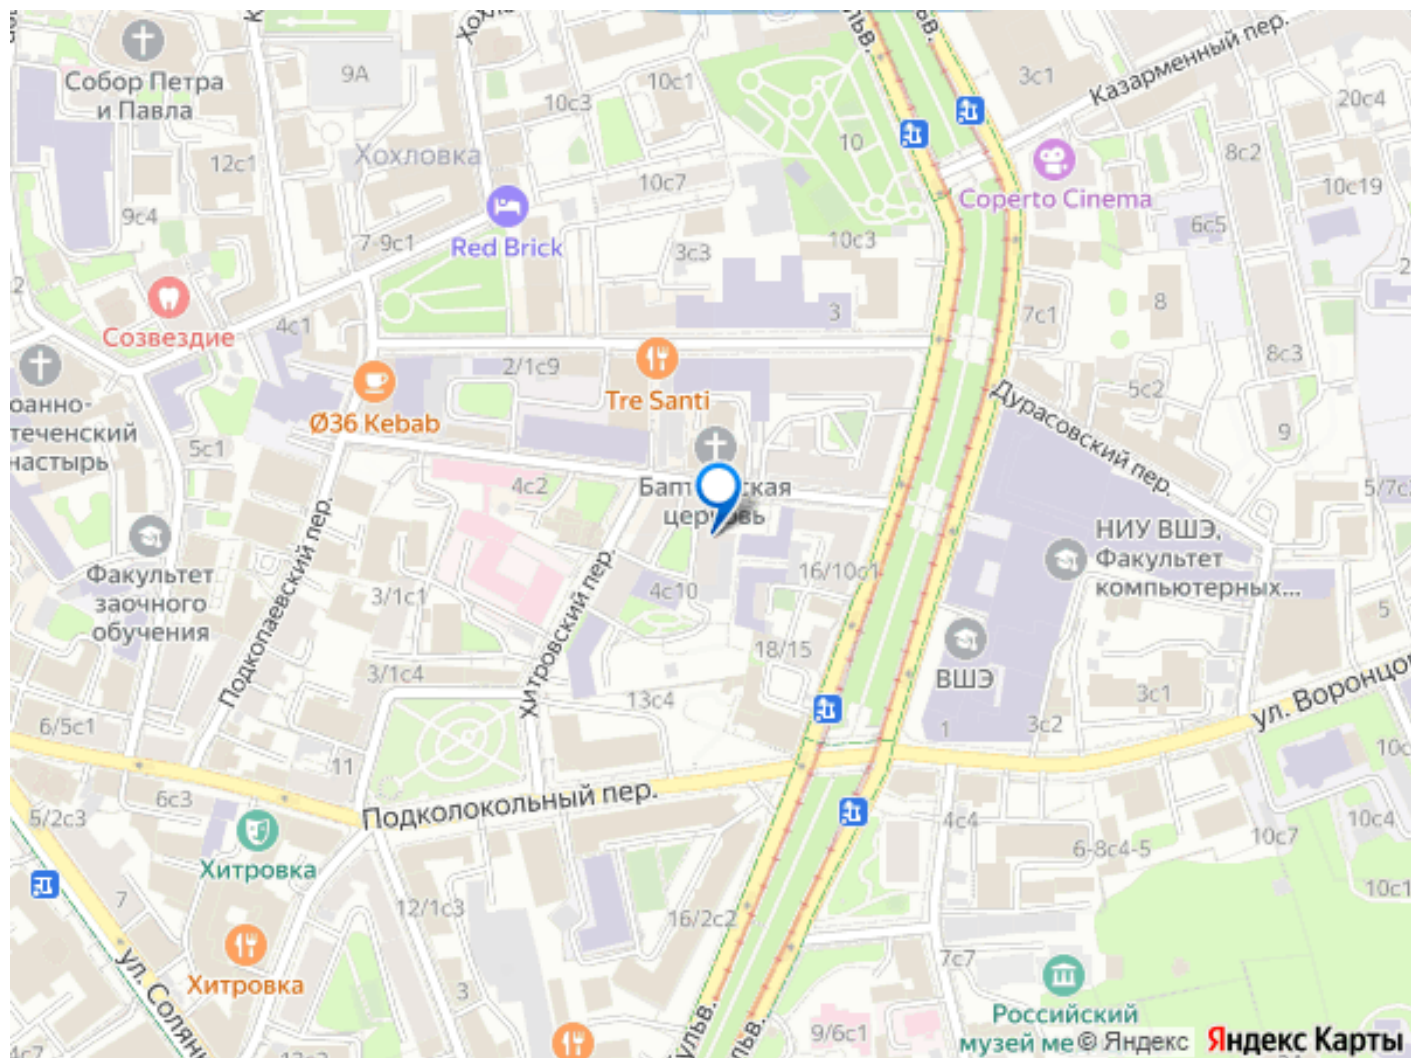 Собор Петра
и Павла
9А
10с1
10с3
Казарменный пер.
3с1
20с4
Хохловка
12с1
10
8с2
10с19
Coperto Cinema
10с7
9с4
7-9с1
Red Brick
3с3
10с3
6с5
Созвездие
4с1
3
7с1
8
8с3
2/1с9
Tre Santi
5с2
Дурасовский пер.
Ø36 Kebab
9
5с1
4с2
5/7с
НИУ ВШЭ,
Факультет
компьютерных...
Факультет
заочного
обучения
Подкопаевский пер.
3/1с1
Хитровский пер.
4с10
16/10с1
5
18/15
ВШЭ
3/1с4
13с4
3с1
3с2
1
6/5с1
11
6с3
Подколокольный пер.
5/2с3
Хитровка
4с4
6-8с4-5
10с7
10с4
10с1
7
12/1с3
16/2с2
ул. Солян
Хитровка
3
7с7
Российский
музей ме
9/6с1
© Яндекс
Яндекс Карты